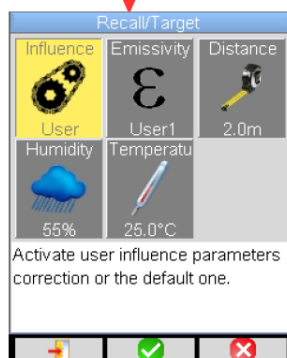 Recall/Target
Influence Emissivity Distance
ε
User User1 2.0m
Humidity Temperatu
55% 25.0°C
Activate user influence parameters
correction or the default one.